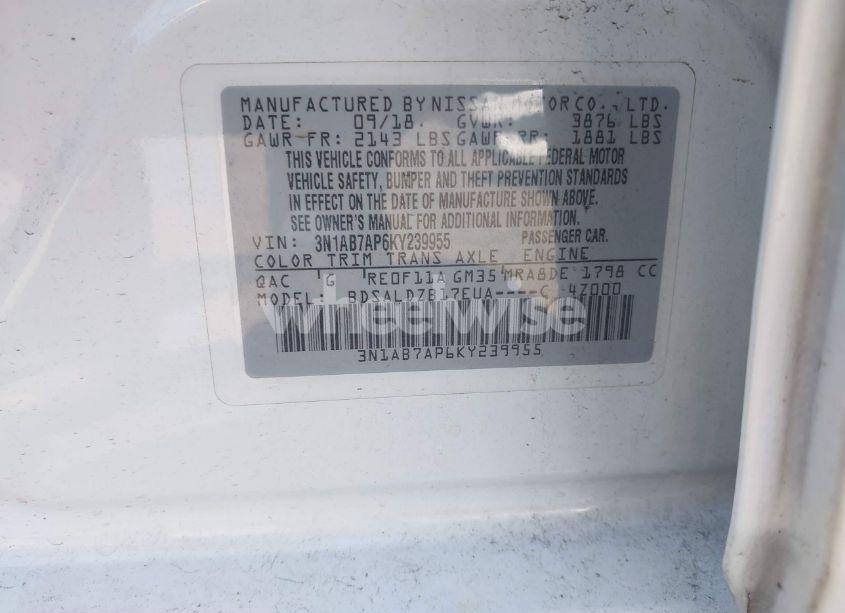 MANUFACTURED BY NISSAN MOTOR CO., LTD.
DATE: 09/18 GVWR: 3876 LBS
GAWR FR: 2143 LBS GAWR RR: 1881 LBS
THIS VEHICLE CONFORMS TO ALL APPLICABLE FEDERAL MOTOR
VEHICLE SAFETY, BUMPER AND THEFT PREVENTION STANDARDS
IN EFFECT ON THE DATE OF MANUFACTURE SHOWN ABOVE.
SEE OWNER'S MANUAL FOR ADDITIONAL INFORMATION.
VIN: 3N1AB7AP6KY239955 PASSENGER CAR.
COLOR TRIM TRANS AXLE ENGINE
QAC G RE0F11A GM35 MRA8DE 1798 CC
MODEL: BDSALDZB17EUA----C 4Z000
wheelwise
3N1AB7AP6KY239955